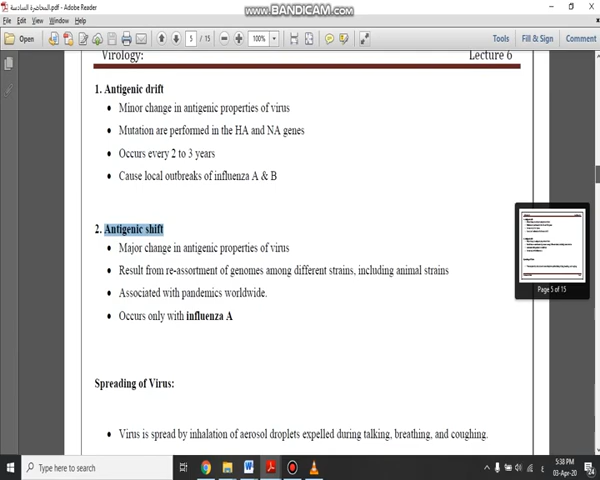 www.BANDICAM.com
المحاضرة السادسة.pdf - Adobe Reader
File Edit View Window Help
Open 5 / 15 100% Tools Fill & Sign Comment
Virology: Lecture 6
1. Antigenic drift
• Minor change in antigenic properties of virus
• Mutation are performed in the HA and NA genes
• Occurs every 2 to 3 years
• Cause local outbreaks of influenza A & B
2. Antigenic shift
• Major change in antigenic properties of virus
• Result from re-assortment of genomes among different strains, including animal strains
• Associated with pandemics worldwide.
• Occurs only with influenza A
Page 5 of 15
Spreading of Virus:
• Virus is spread by inhalation of aerosol droplets expelled during talking, breathing, and coughing.
Type here to search
5:38 PM
03-Apr-20